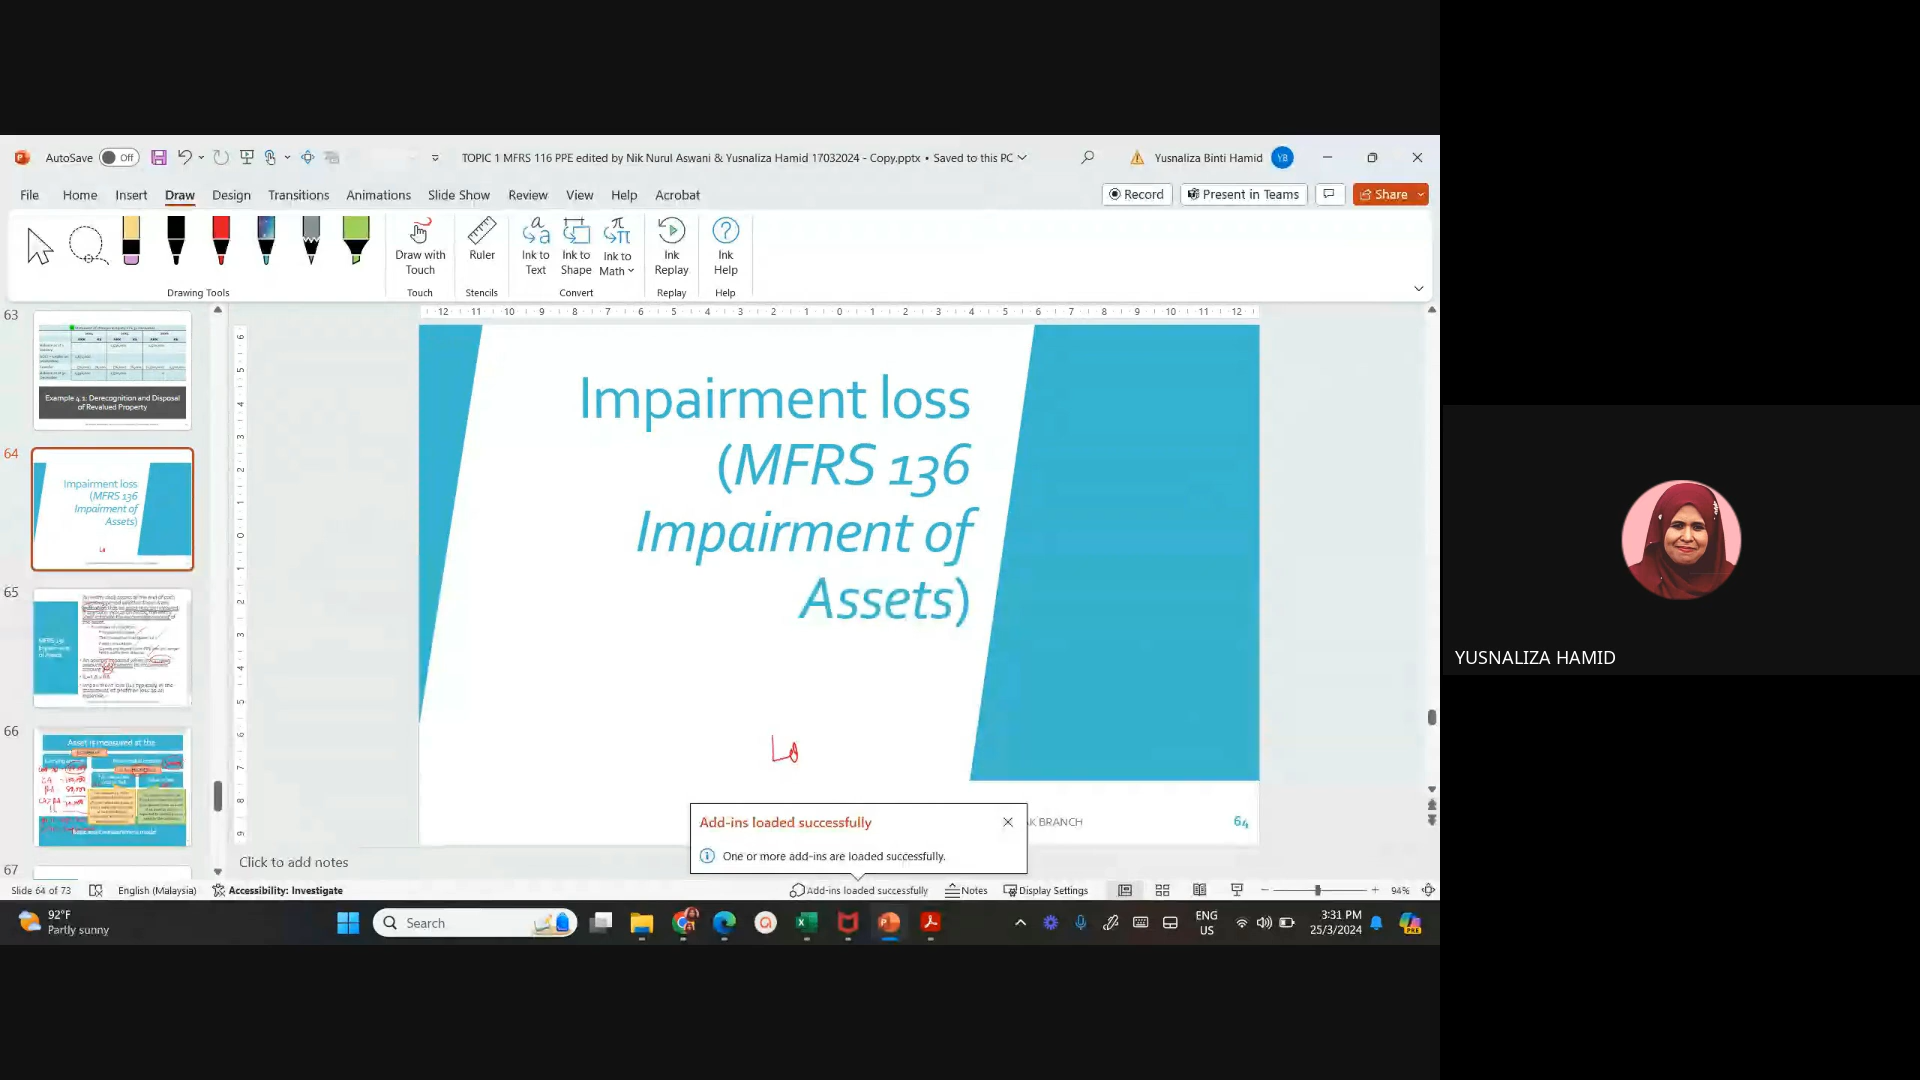 AutoSave Off
TOPIC 1 MFRS 116 PPE edited by Nik Nurul Aswani & Yusnaliza Hamid 17032024 - Copy.pptx • Saved to this PC
Yusnaliza Binti Hamid YB
File Home Insert Draw Design Transitions Animations Slide Show Review View Help Acrobat
Record Present in Teams Share
Draw with Touch
Ruler
Ink to Text
Ink to Shape
Ink to Math
Ink Replay
Ink Help
Drawing Tools Touch Stencils Convert Replay Help
63
Example 4.1: Derecognition and Disposal
of Revalued Property
64
Impairment loss
(MFRS 136
Impairment of
Assets)
65
MFRS 136
Impairment
of Assets
66
Asset is measured at the
67
Impairment loss
(MFRS 136
Impairment of
Assets)
AK BRANCH
64
Add-ins loaded successfully
One or more add-ins are loaded successfully.
Click to add notes
Slide 64 of 73 English (Malaysia) Accessibility: Investigate Add-ins loaded successfully Notes Display Settings 94%
92°F
Partly sunny
Search
ENG
US
3:31 PM
25/3/2024
YUSNALIZA HAMID